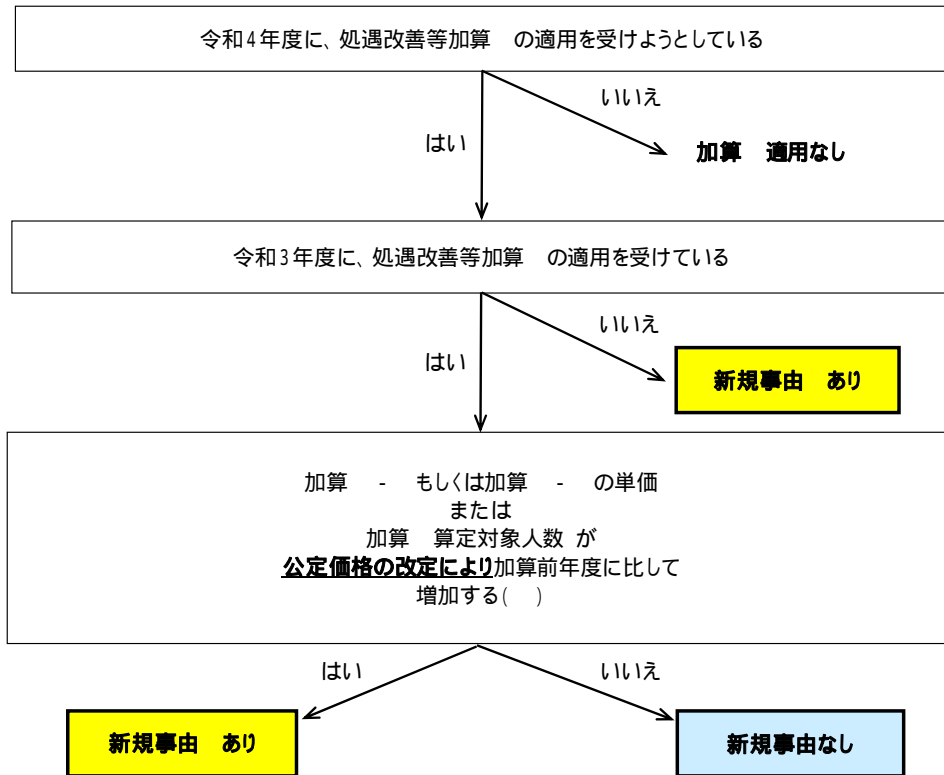 令和4年度に、処遇改善等加算　の適用を受けようとしている
いいえ
はい
加算　適用なし
令和3年度に、処遇改善等加算　の適用を受けている
いいえ
はい
新規事由　あり
加算　-　もしくは加算　-　の単価
または
加算　算定対象人数 が
公定価格の改定により加算前年度に比して
増加する(　)
はい
いいえ
新規事由　あり
新規事由なし